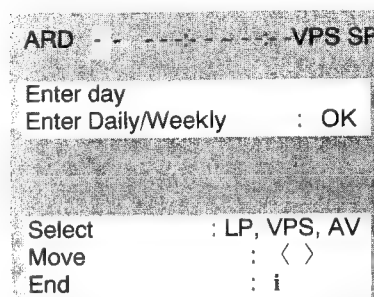 ARD - - --:-- --:-- VPS SP
Enter day
Enter Daily/Weekly : OK
Select : LP, VPS, AV
Move : 〈 〉
End : i